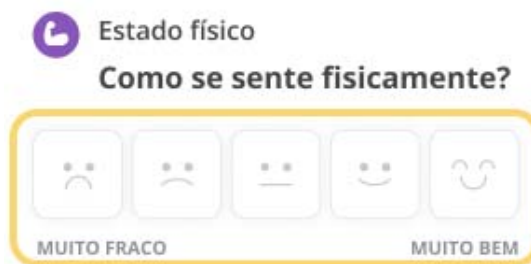 Estado físico
Como se sente fisicamente?
MUITO FRACO MUITO BEM